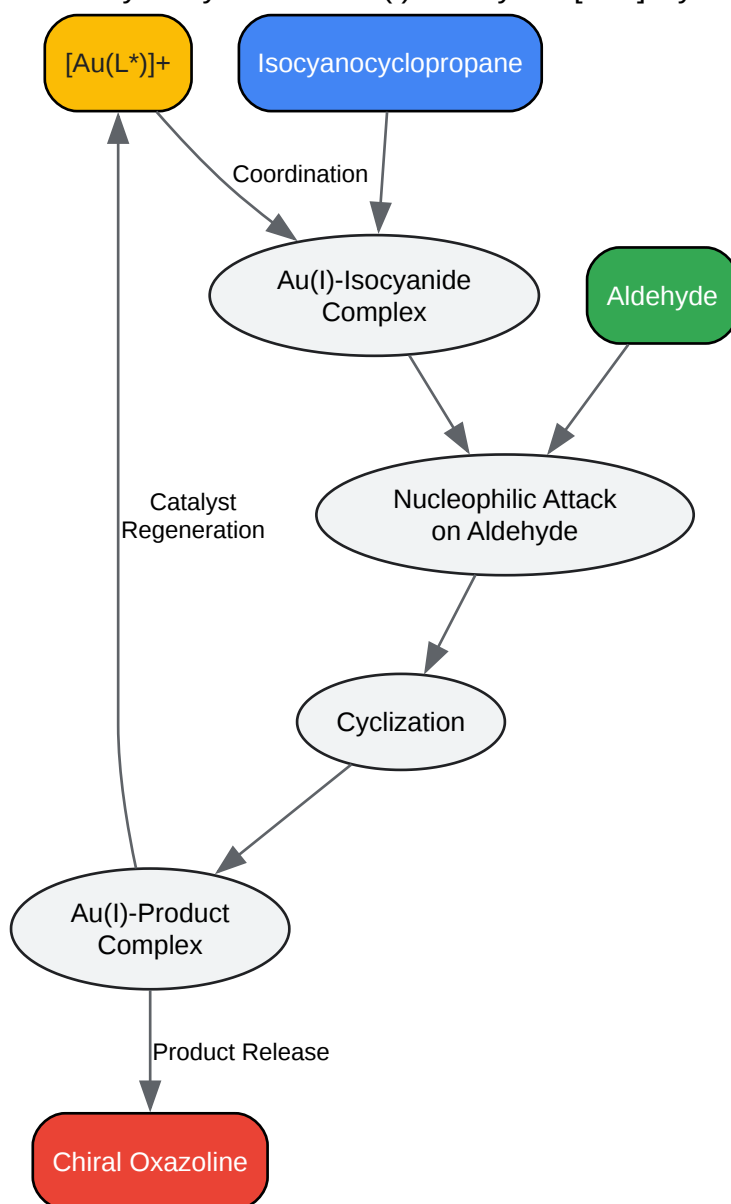 [Au(L*)]+
Isocyanocyclopropane
Coordination
Au(I)-Isocyanide
Complex
Aldehyde
Nucleophilic Attack
on Aldehyde
Catalyst
Regeneration
Cyclization
Au(I)-Product
Complex
Product Release
Chiral Oxazoline